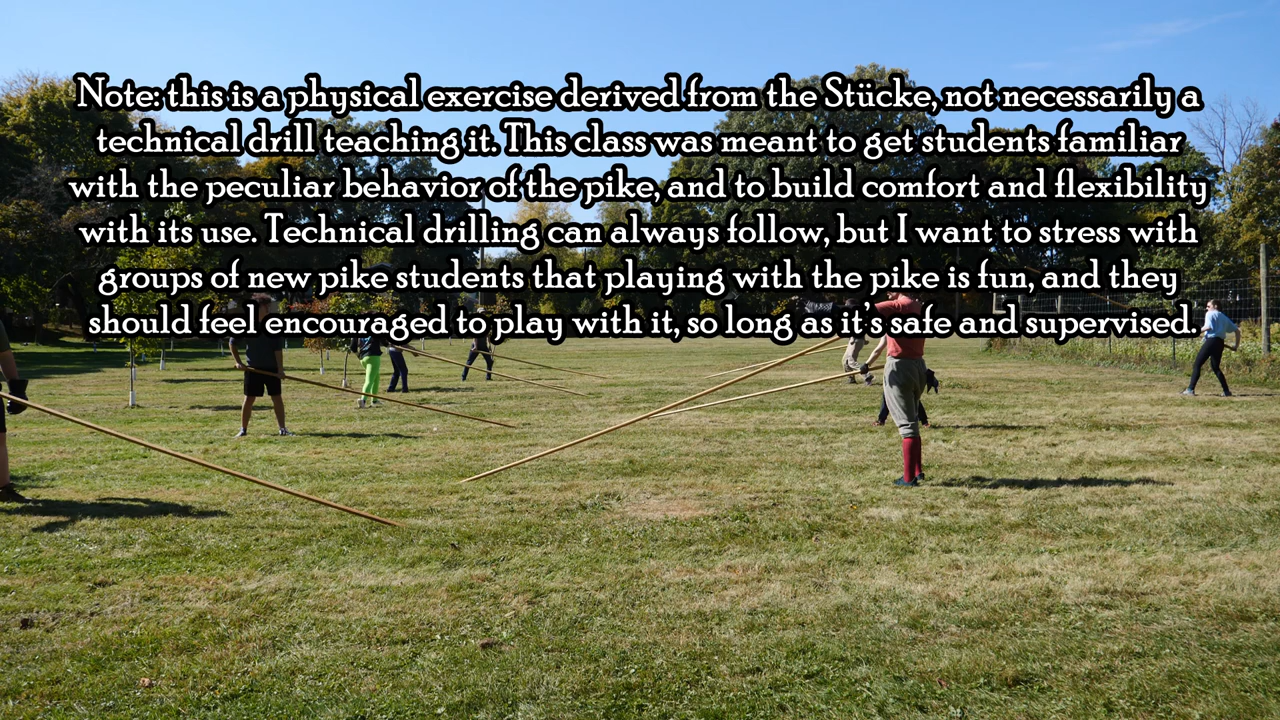 Note: this is a physical exercise derived from the Stücke, not necessarily a
technical drill teaching it. This class was meant to get students familiar
with the peculiar behavior of the pike, and to build comfort and flexibility
with its use. Technical drilling can always follow, but I want to stress with
groups of new pike students that playing with the pike is fun, and they
should feel encouraged to play with it, so long as it's safe and supervised.